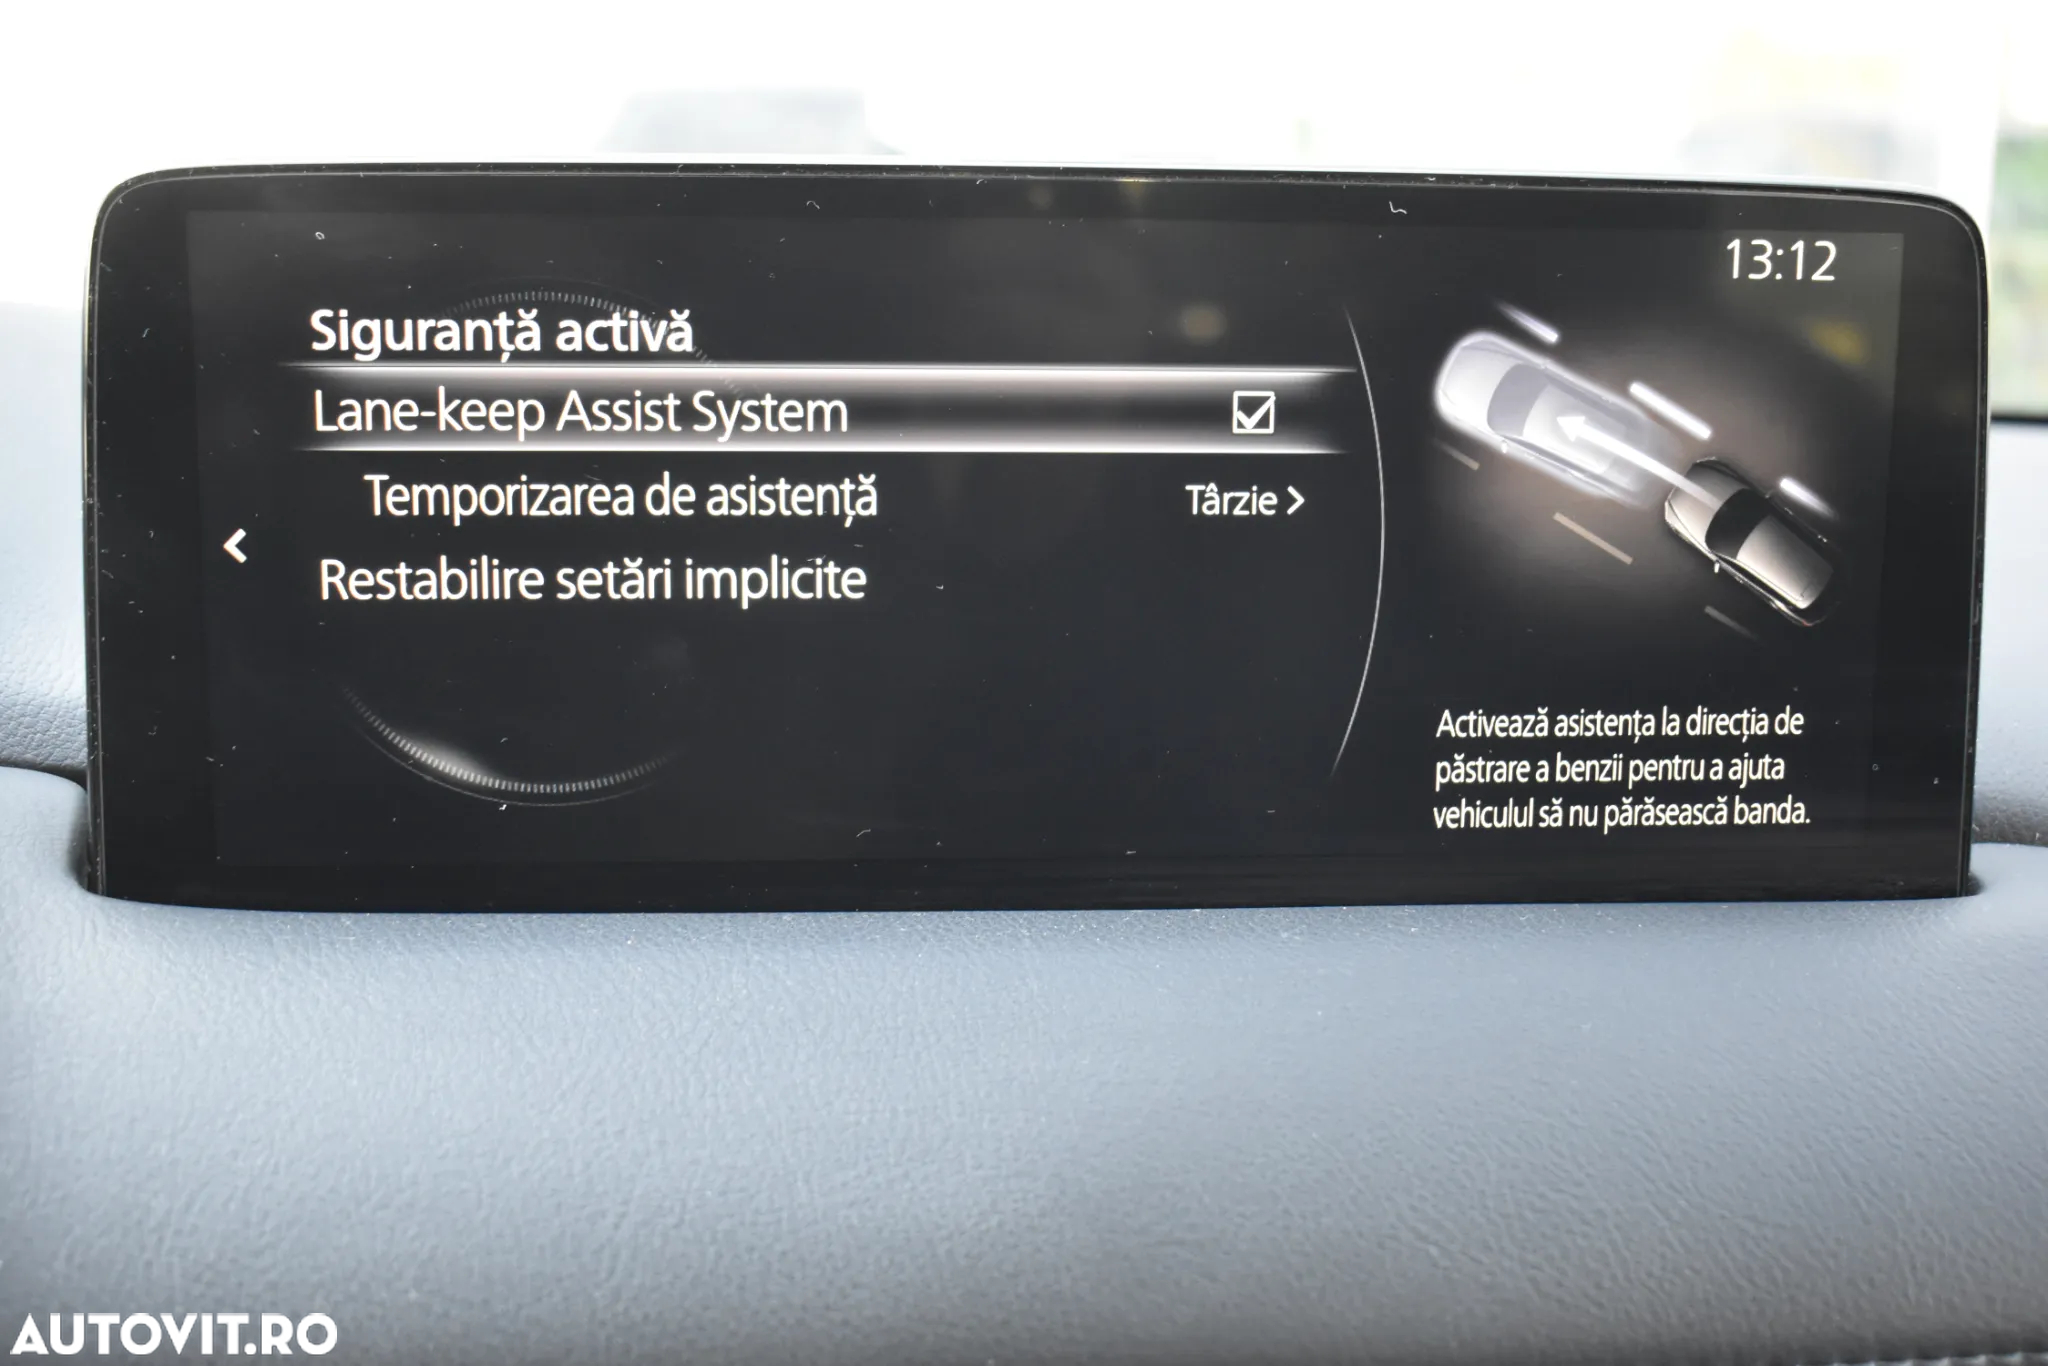 13:12
Siguranță activă
Lane-keep Assist System
Temporizarea de asistență Târzie >
Restabilire setări implicite
Activează asistența la direcția de
păstrare a benzii pentru a ajuta
vehiculul să nu părăsească banda.
AUTOVIT.RO